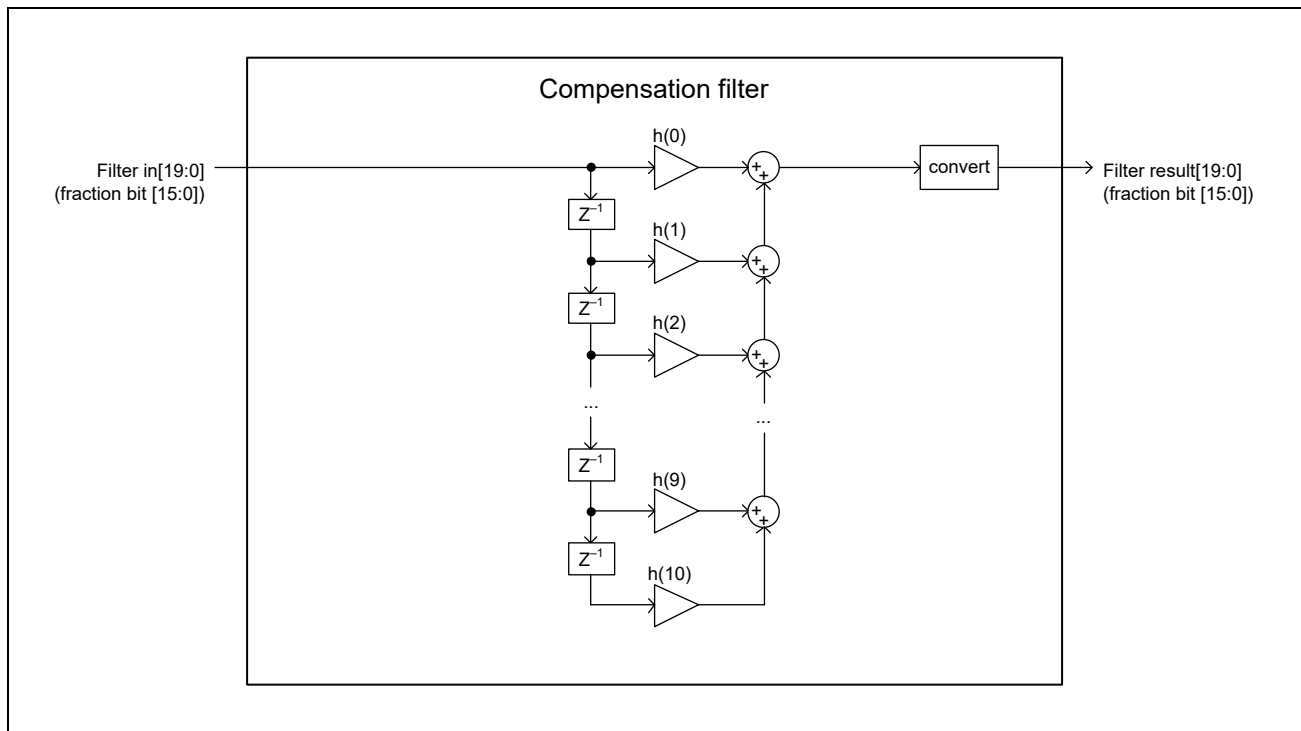 Compensation filter
h(0)
Filter in[19:0]
(fraction bit [15:0])
+
+
convert
Filter result[19:0]
(fraction bit [15:0])
Z⁻¹
h(1)
+
+
Z⁻¹
h(2)
+
+
...
...
Z⁻¹
h(9)
+
+
Z⁻¹
h(10)